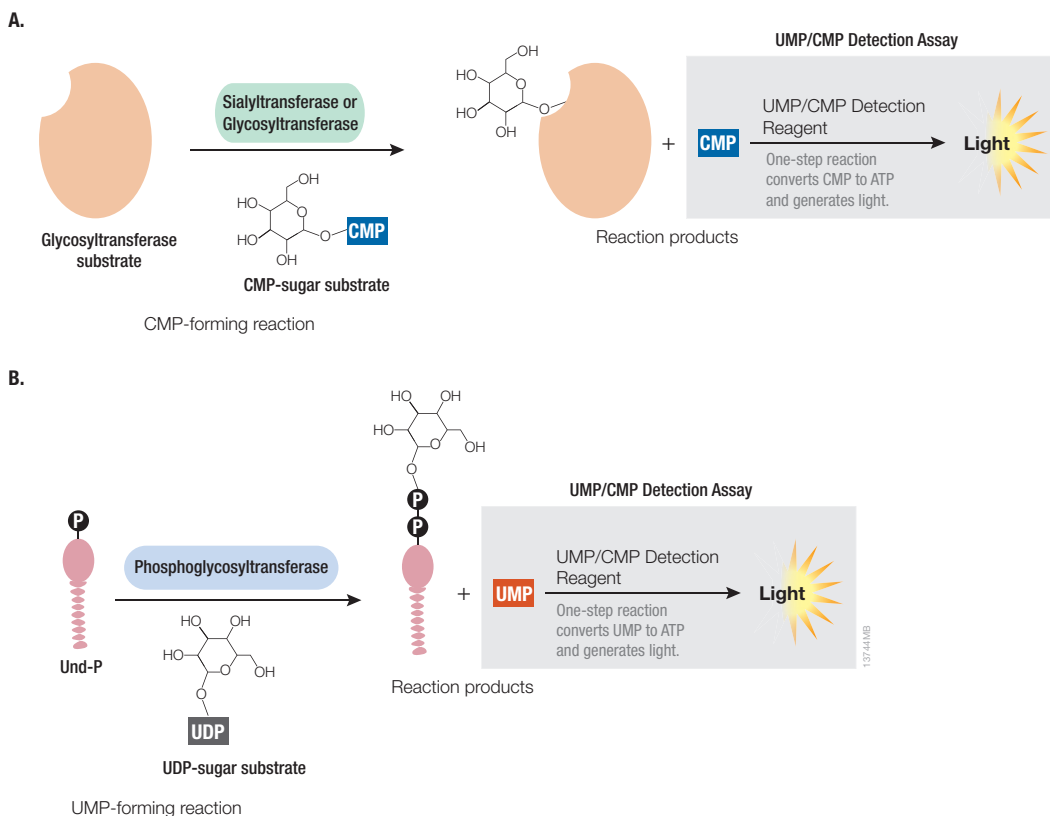 A.
UMP/CMP Detection Assay
OH
HO
O
HO
HO
O
OH
Sialyltransferase or
Glycosyltransferase
+
CMP
UMP/CMP Detection
Reagent
Light
One-step reaction
converts CMP to ATP
and generates light.
OH
HO
O
HO
HO
O
CMP
OH
Glycosyltransferase
substrate
CMP-sugar substrate
Reaction products
CMP-forming reaction
B.
HO
OH
HO
O
OH
O
P
P
UMP/CMP Detection Assay
P
Phosphoglycosyltransferase
+
UMP
UMP/CMP Detection
Reagent
Light
One-step reaction
converts UMP to ATP
and generates light.
13744MB
Und-P
HO
OH
HO
O
OH
O
UDP
UDP-sugar substrate
Reaction products
UMP-forming reaction